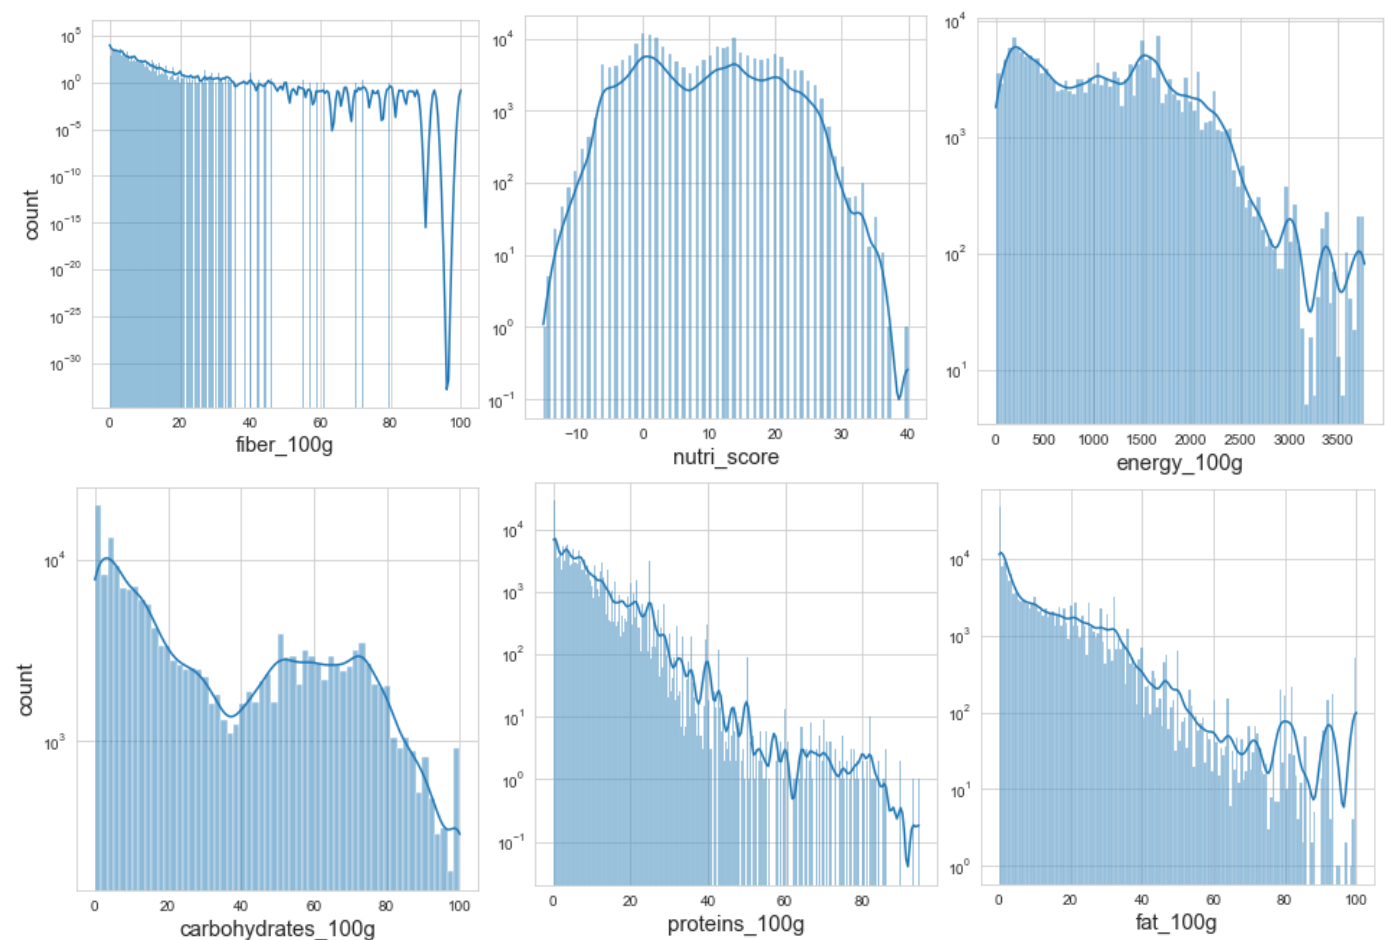 10^5
10^0
10^−5
10^−10
10^−15
10^−20
10^−25
10^−30
count
0 20 40 60 80 100
fiber_100g
10^4
10^3
10^2
10^1
10^0
10^−1
−10 0 10 20 30 40
nutri_score
10^4
10^3
10^2
10^1
0 500 1000 1500 2000 2500 3000 3500
energy_100g
10^4
10^3
count
0 20 40 60 80 100
carbohydrates_100g
10^4
10^3
10^2
10^1
10^0
10^−1
0 20 40 60 80
proteins_100g
10^4
10^3
10^2
10^1
10^0
0 20 40 60 80 100
fat_100g